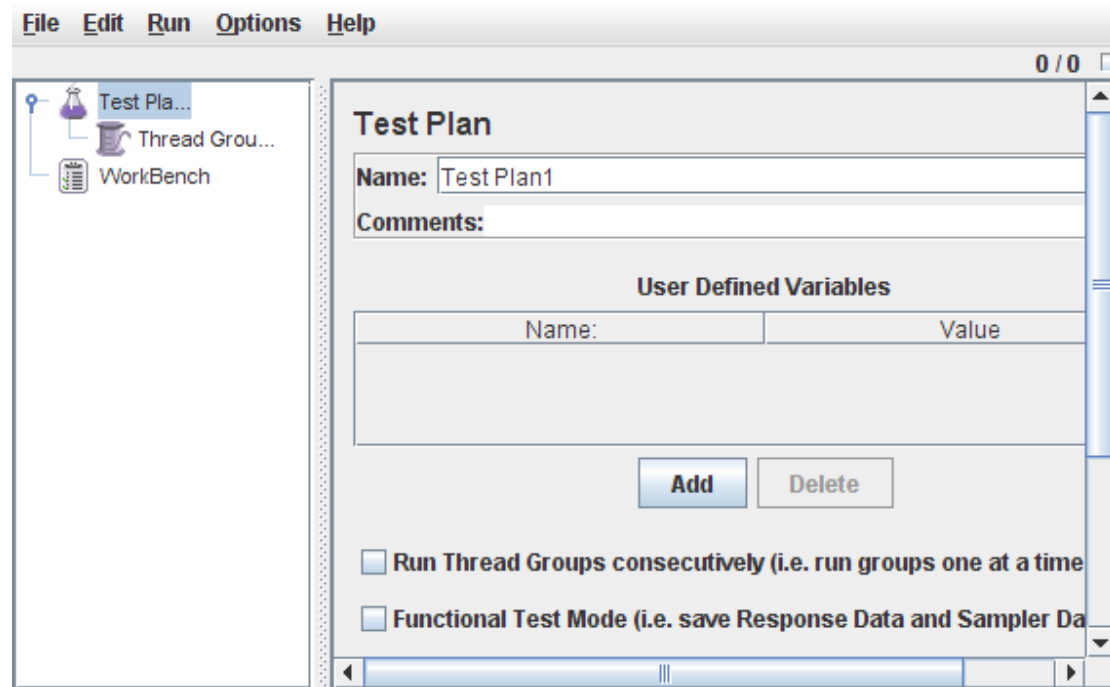 File Edit Run Options Help
0 / 0
Test Pla...
Thread Grou...
WorkBench
Test Plan
Name: Test Plan1
Comments:
User Defined Variables
Name: Value
Add Delete
Run Thread Groups consecutively (i.e. run groups one at a time
Functional Test Mode (i.e. save Response Data and Sampler Da